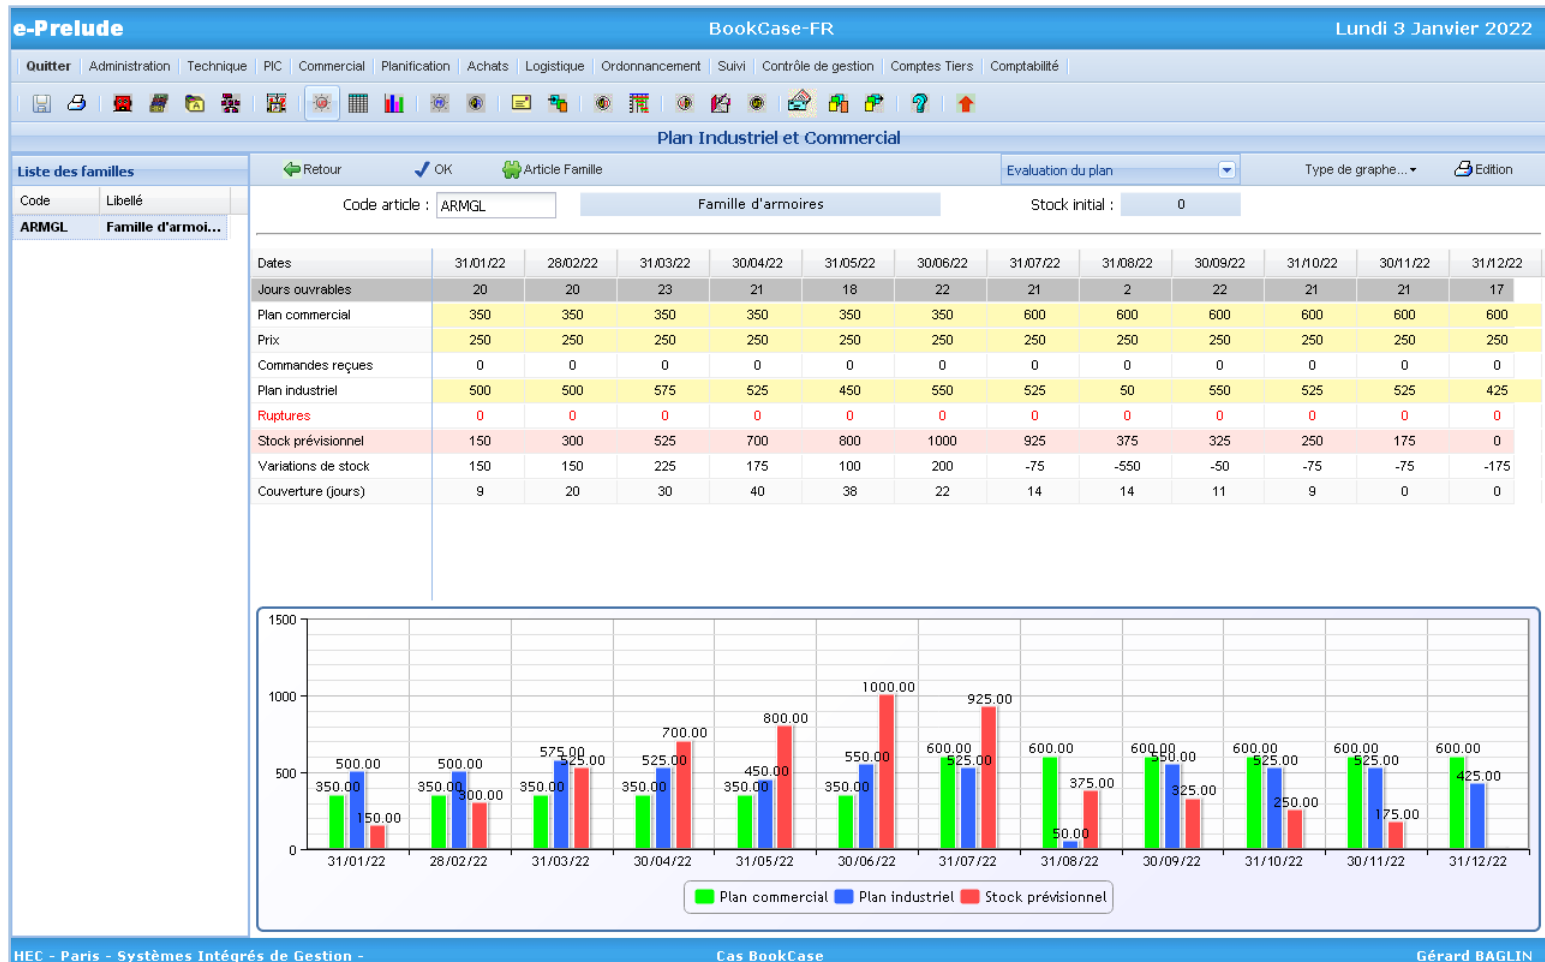 e-Prelude BookCase-FR Lundi 3 Janvier 2022
Quitter Administration Technique PIC Commercial Planification Achats Logistique Ordonnancement Suivi Contrôle de gestion Comptes Tiers Comptabilité
Plan Industriel et Commercial
Liste des familles
Code Libellé
ARMGL Famille d'armoi...
Retour OK Article Famille Evaluation du plan Type de graphe... Edition
Code article : ARMGL Famille d'armoires Stock initial : 0
Dates 31/01/22 28/02/22 31/03/22 30/04/22 31/05/22 30/06/22 31/07/22 31/08/22 30/09/22 31/10/22 30/11/22 31/12/22
Jours ouvrables 20 20 23 21 18 22 21 2 22 21 21 17
Plan commercial 350 350 350 350 350 350 600 600 600 600 600 600
Prix 250 250 250 250 250 250 250 250 250 250 250 250
Commandes reçues 0 0 0 0 0 0 0 0 0 0 0 0
Plan industriel 500 500 575 525 450 550 525 50 550 525 525 425
Ruptures 0 0 0 0 0 0 0 0 0 0 0 0
Stock prévisionnel 150 300 525 700 800 1000 925 375 325 250 175 0
Variations de stock 150 150 225 175 100 200 -75 -550 -50 -75 -75 -175
Couverture (jours) 9 20 30 40 38 22 14 14 11 9 0 0
1500
1000
500
0
350.00 500.00 150.00
350.00 500.00 300.00
350.00 575.00 525.00
350.00 525.00 700.00
350.00 450.00 800.00
350.00 550.00 1000.00
600.00 525.00 925.00
600.00 50.00 375.00
600.00 550.00 325.00
600.00 525.00 250.00
600.00 525.00 175.00
600.00 425.00
31/01/22 28/02/22 31/03/22 30/04/22 31/05/22 30/06/22 31/07/22 31/08/22 30/09/22 31/10/22 30/11/22 31/12/22
Plan commercial Plan industriel Stock prévisionnel
HEC - Paris - Systèmes Intégrés de Gestion - Cas BookCase Gérard BAGLIN